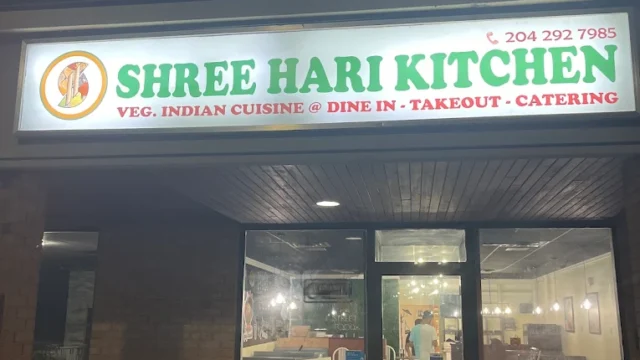 204 292 7985
SHREE HARI KITCHEN
VEG. INDIAN CUISINE @ DINE IN - TAKEOUT - CATERING